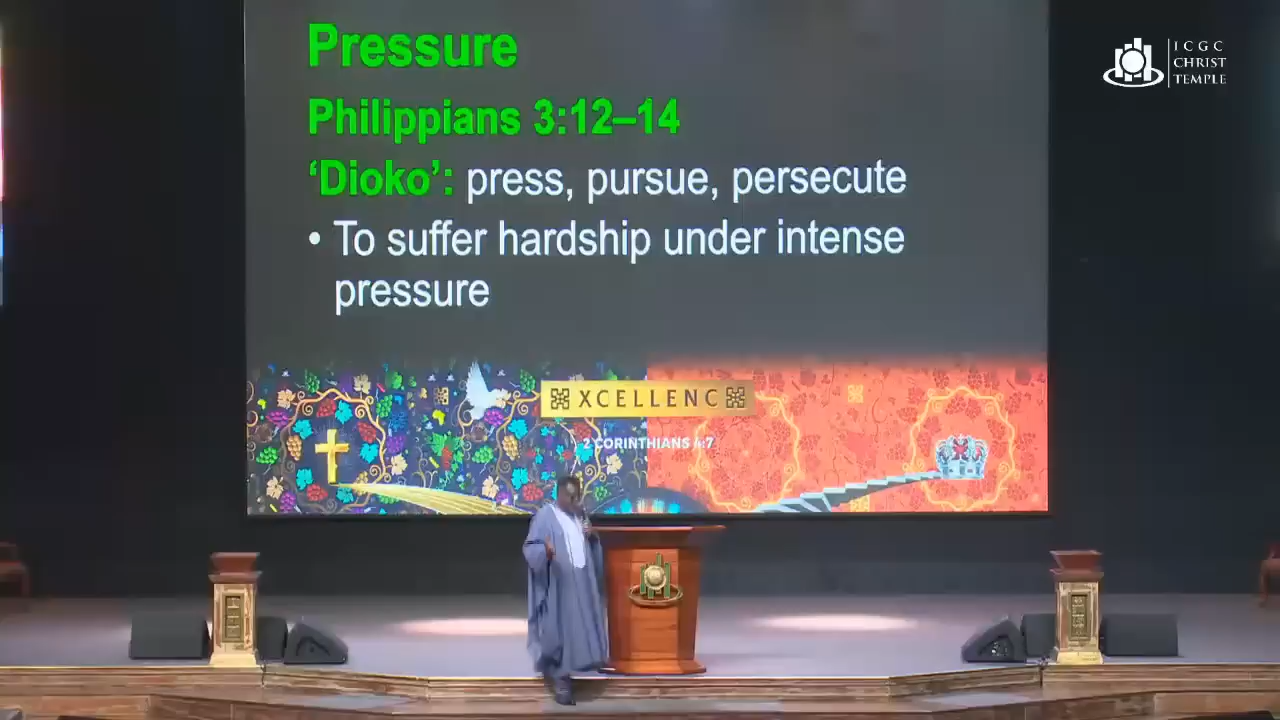 Pressure
Philippians 3:12–14
‘Dioko’: press, pursue, persecute
• To suffer hardship under intense
pressure
XCELLENC
2 CORINTHIANS 4:7
ICGC
CHRIST
TEMPLE